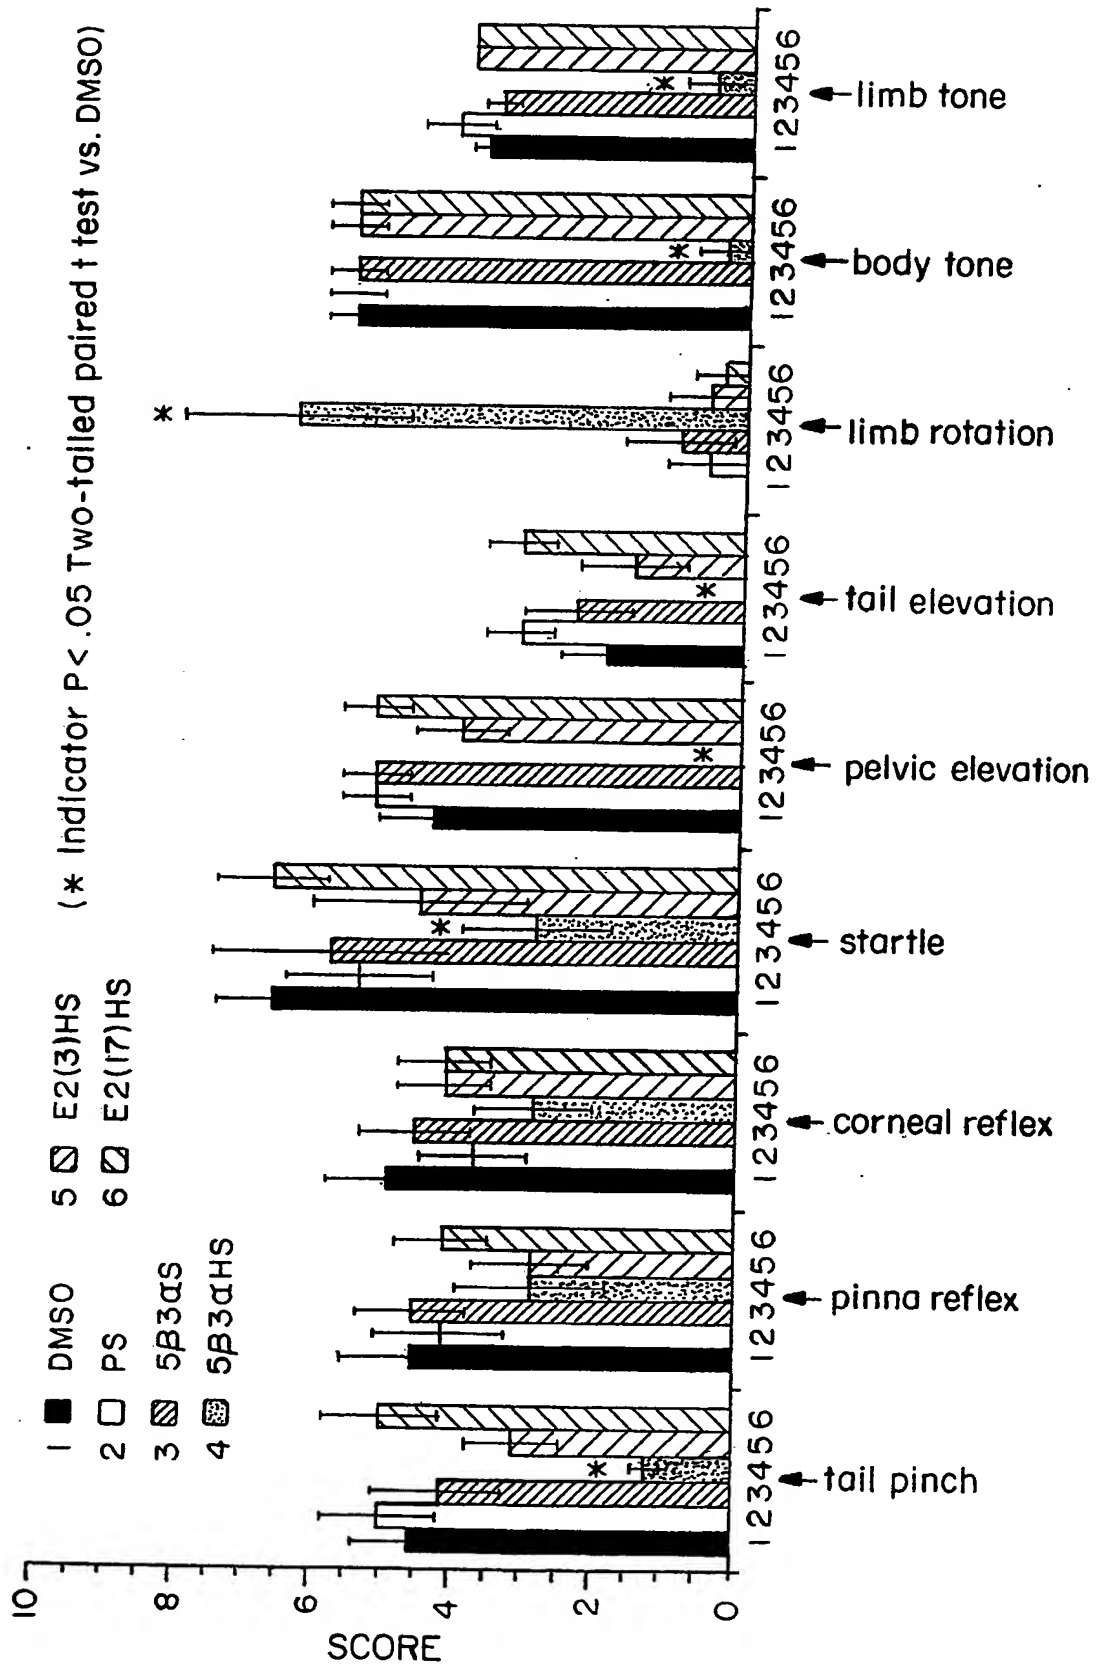 1 DMSO
2 PS
3 5β3αS
4 5β3αHS
5 E2(3)HS
6 E2(17)HS
(* Indicator P < .05 Two-tailed paired t test vs. DMSO)
SCORE
10
8
6
4
2
0
123456
tail pinch
123456
pinna reflex
123456
corneal reflex
123456
startle
123456
pelvic elevation
123456
tail elevation
123456
limb rotation
123456
body tone
123456
limb tone
*
*
*
*
*
*
*